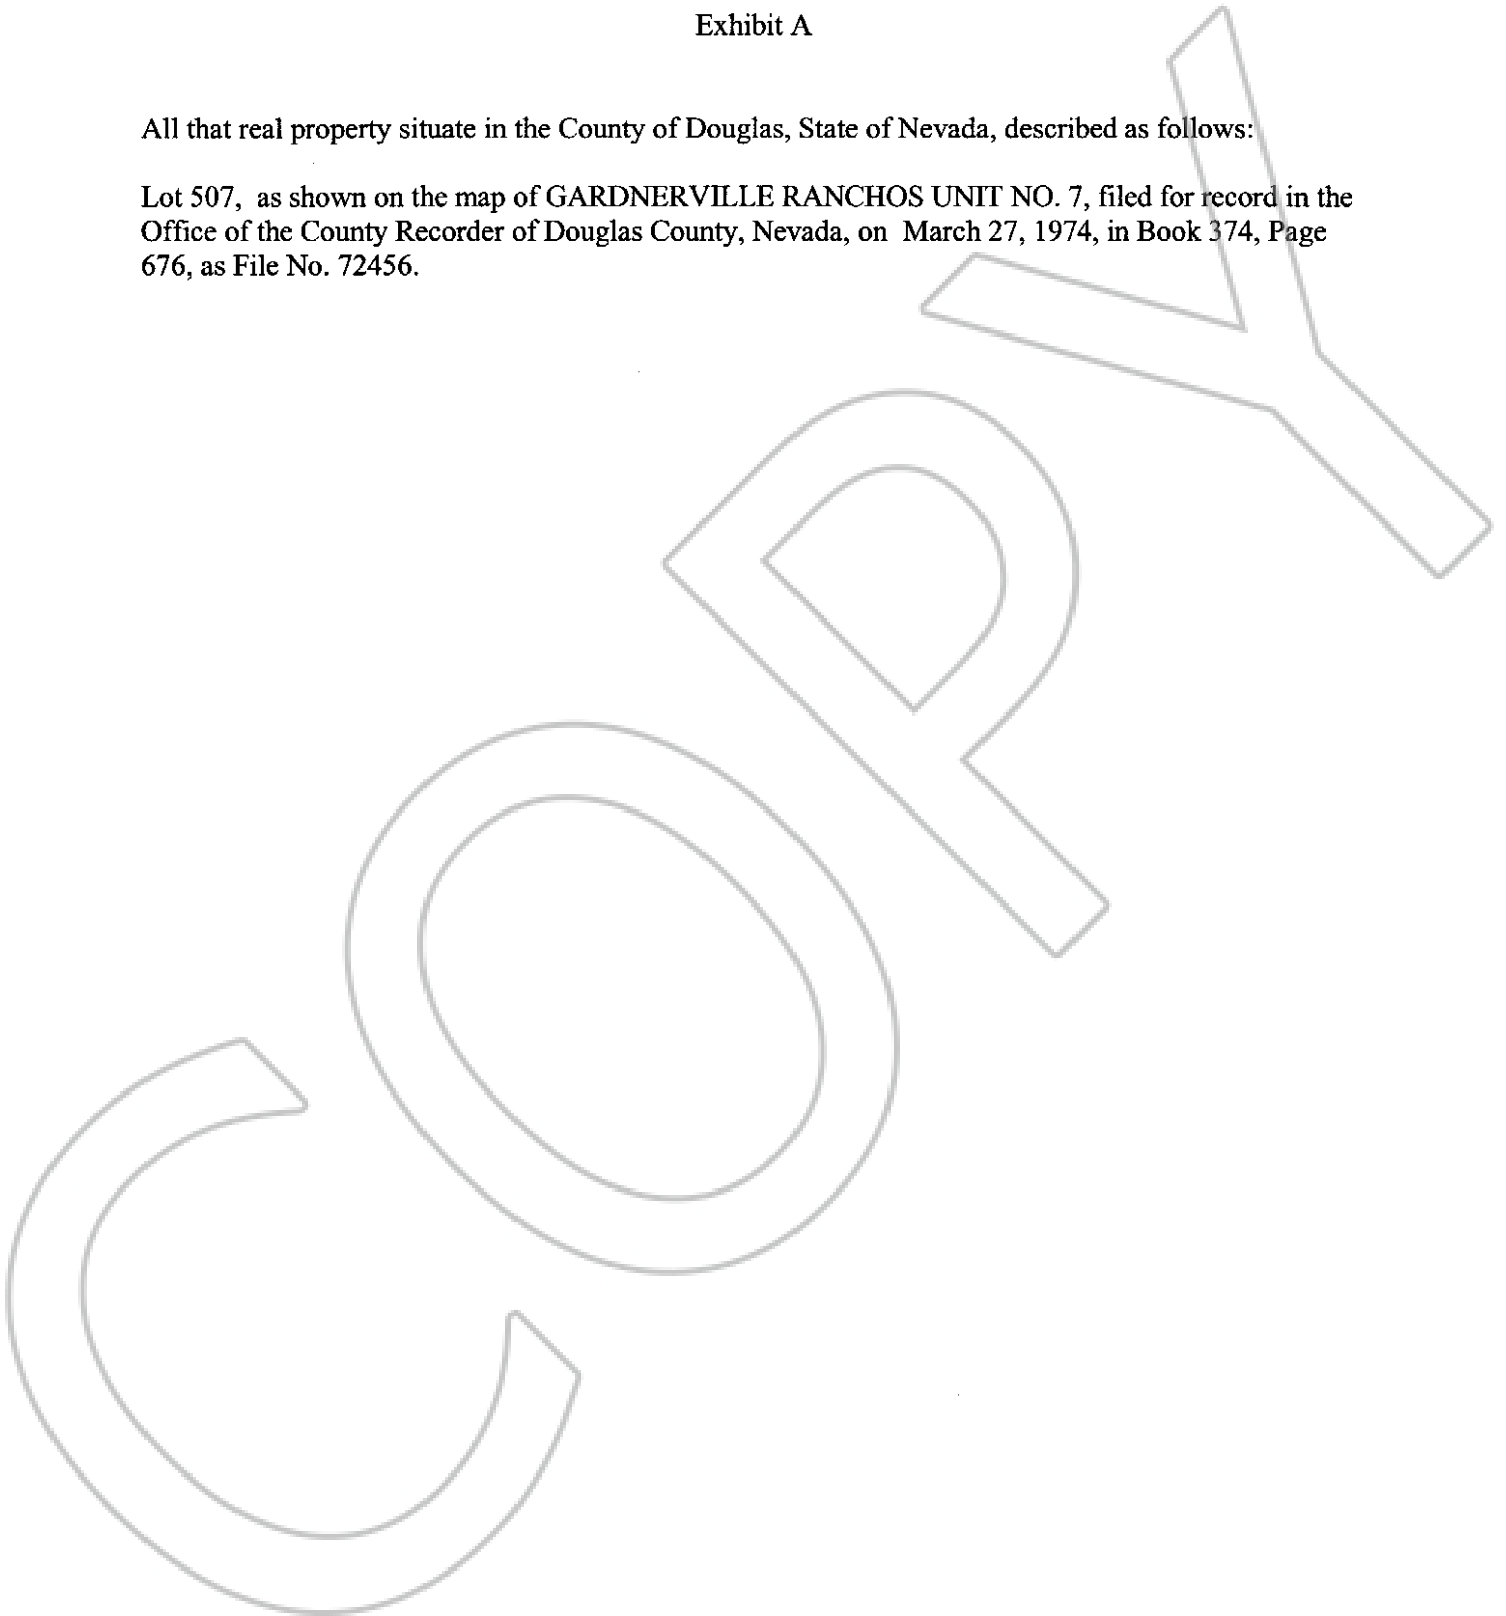 Exhibit A
All that real property situate in the County of Douglas, State of Nevada, described as follows:
Lot 507,  as shown on the map of GARDNERVILLE RANCHOS UNIT NO. 7, filed for record in the
Office of the County Recorder of Douglas County, Nevada, on  March 27, 1974, in Book 374, Page
676, as File No. 72456.
COPY